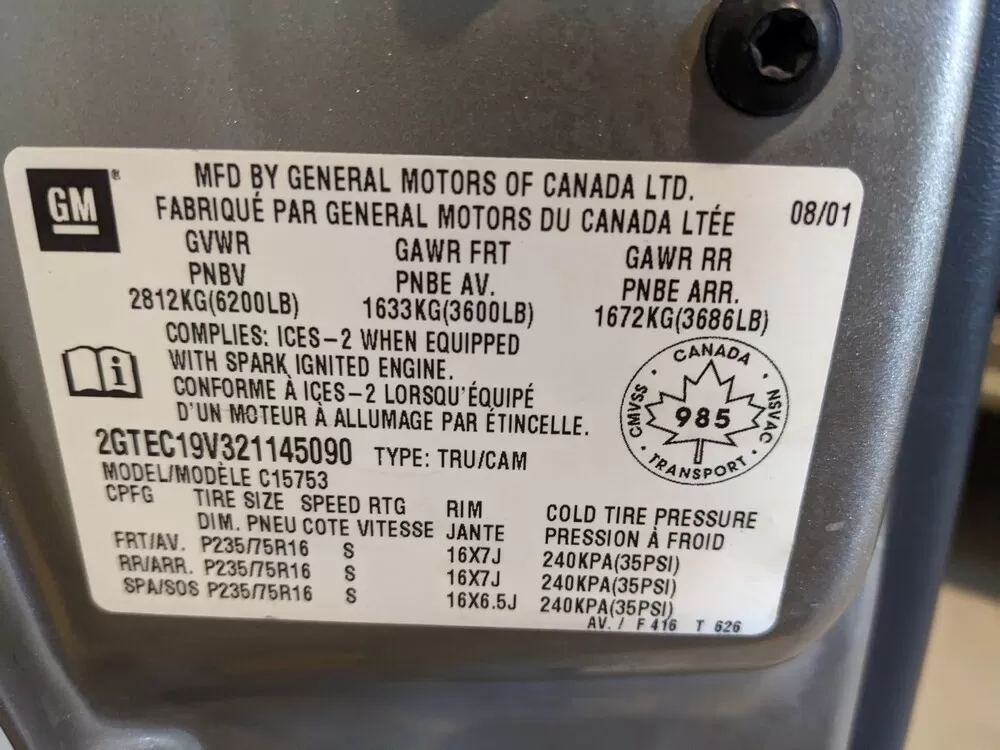 GM®
MFD BY GENERAL MOTORS OF CANADA LTD.
FABRIQUÉ PAR GENERAL MOTORS DU CANADA LTÉE
08/01
GVWR GAWR FRT GAWR RR
PNBV PNBE AV. PNBE ARR.
2812KG(6200LB) 1633KG(3600LB) 1672KG(3686LB)
COMPLIES: ICES-2 WHEN EQUIPPED
WITH SPARK IGNITED ENGINE.
CONFORME À ICES-2 LORSQU'ÉQUIPÉ
D'UN MOTEUR À ALLUMAGE PAR ÉTINCELLE.
i
CANADA
CMVSS 985 NSVAC
TRANSPORT
2GTEC19V321145090 TYPE: TRU/CAM
MODEL/MODÈLE C15753
CPFG TIRE SIZE SPEED RTG RIM COLD TIRE PRESSURE
DIM. PNEU COTE VITESSE JANTE PRESSION À FROID
FRT/AV. P235/75R16 S 16X7J 240KPA(35PSI)
RR/ARR. P235/75R16 S 16X7J 240KPA(35PSI)
SPA/SOS P235/75R16 S 16X6.5J 240KPA(35PSI)
AV. / F 416 T 626